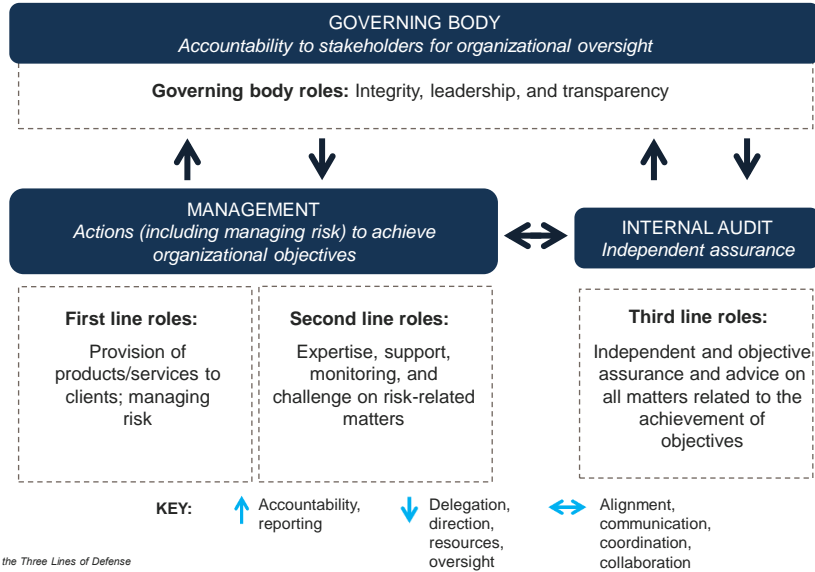 GOVERNING BODY
Accountability to stakeholders for organizational oversight
Governing body roles: Integrity, leadership, and transparency
MANAGEMENT
Actions (including managing risk) to achieve
organizational objectives
INTERNAL AUDIT
Independent assurance
First line roles:
Provision of
products/services to
clients; managing
risk
Second line roles:
Expertise, support,
monitoring, and
challenge on risk-related
matters
Third line roles:
Independent and objective
assurance and advice on
all matters related to the
achievement of
objectives
KEY:
Accountability,
reporting
Delegation,
direction,
resources,
oversight
Alignment,
communication,
coordination,
collaboration
the Three Lines of Defense